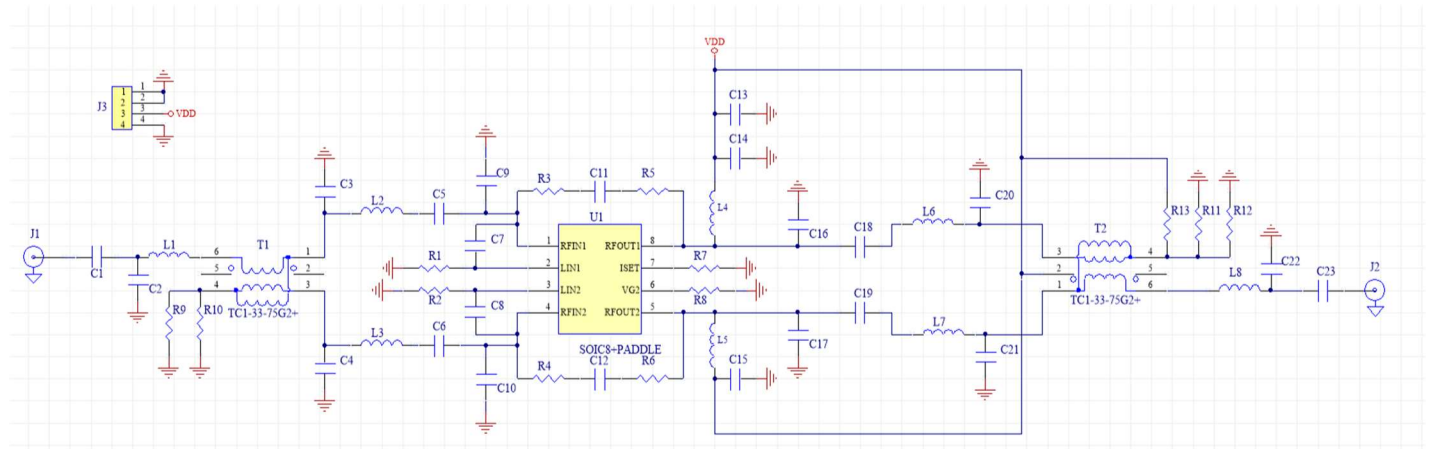 VDD
J3
1 1
2 2
3 3 VDD
4 4
C13
C14
C9
R3 C11 R5
C3
L2 C5
L4
C16
C18
L6
C20
R13 R11 R12
U1
J1
C1
L1
C2
6 T1 1
5 2
4 3
TC1-33-75G2+
R9 R10
C7
R1
R2
C8
1 RFIN1 RFOUT1 8
2 LIN1 ISET 7
3 LIN2 VG2 6
4 RFIN2 RFOUT2 5
SOIC8+PADDLE
R7
R8
C19
T2
3 4
2 5
1 6
TC1-33-75G2+
L8
C22
C23
J2
L3 C6
C4
C10
R4 C12 R6
L5
C15
C17
L7
C21